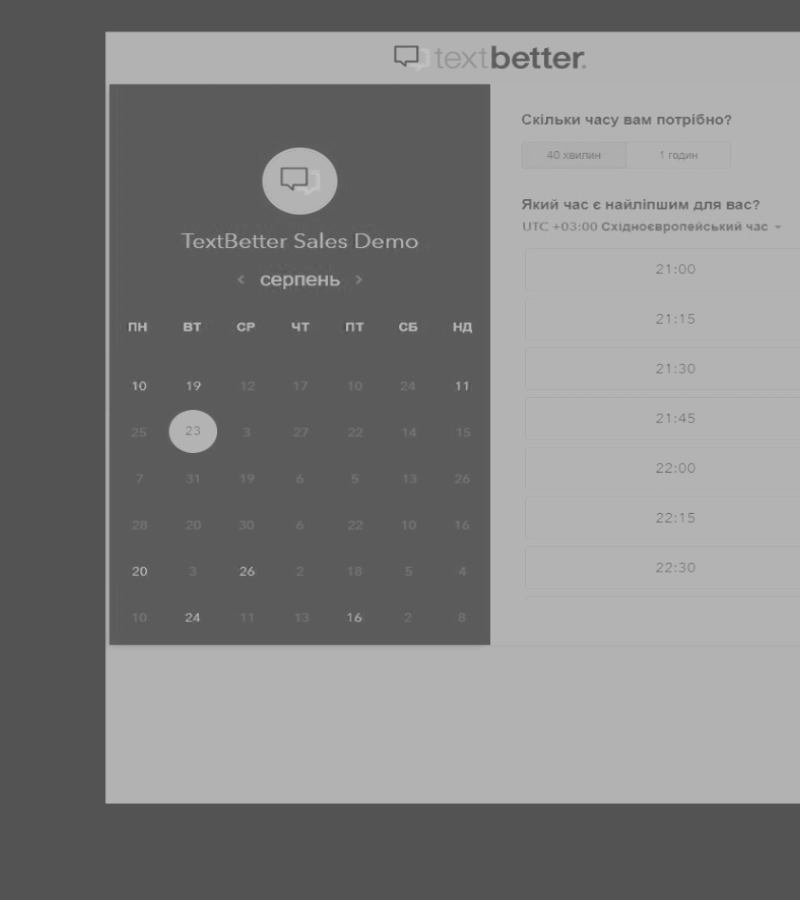 textbetter.
TextBetter Sales Demo
< серпень >
ПН ВТ СР ЧТ ПТ СБ НД
10 19 12 17 10 24 11
25 23 3 27 22 14 15
7 31 19 6 5 13 26
28 20 30 6 22 10 16
20 3 26 2 18 5 4
10 24 11 13 16 2 8
Скільки часу вам потрібно?
40 хвилин 1 годин
Який час є найліпшим для вас?
UTC +03:00 Східноєвропейський час
21:00
21:15
21:30
21:45
22:00
22:15
22:30